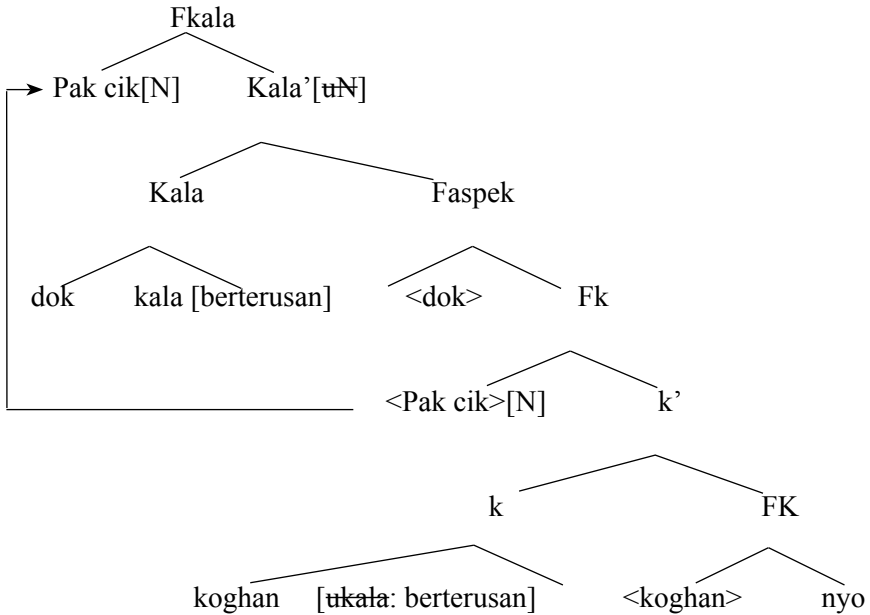 Fkala
Pak cik[N] Kala’[uN]
Kala Faspek
dok kala [berterusan] <dok> Fk
<Pak cik>[N] k’
k FK
koghan [ukala: berterusan] <koghan> nyo